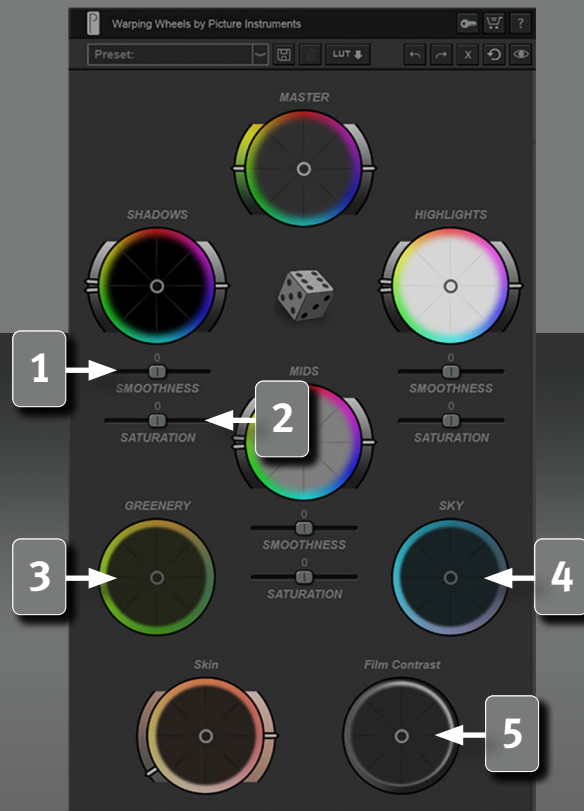 Warping Wheels by Picture Instruments
?
Preset:
LUT
X
MASTER
SHADOWS
HIGHLIGHTS
1
0
SMOOTHNESS
0
SATURATION
2
0
SMOOTHNESS
0
SATURATION
MIDS
0
SMOOTHNESS
0
SATURATION
GREENERY
SKY
3
4
Skin
Film Contrast
5